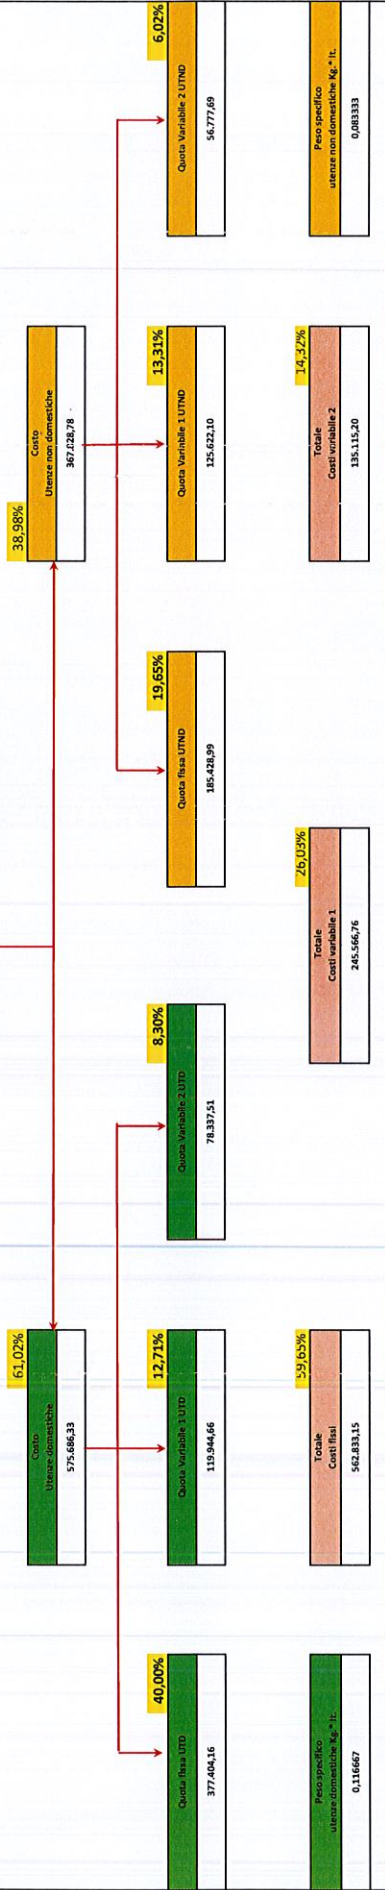 61,02%
Costo
Utenze domestiche
575.686,33
38,98%
Costo
Utenze non domestiche
367.028,78
40,00%
Quota fissa UTD
377.404,16
12,71%
Quota Variabile 1 UTD
119.944,66
8,30%
Quota Variabile 2 UTD
78.337,51
19,65%
Quota fissa UTND
185.428,99
13,31%
Quota Variabile 1 UTND
125.622,10
6,02%
Quota Variabile 2 UTND
56.777,69
Peso specifico
utenze domestiche Kg.* lt.
0,116667
59,65%
Totale
Costi fissi
562.833,15
26,03%
Totale
Costi variabile 1
245.566,76
14,32%
Totale
Costi variabile 2
135.115,20
Peso specifico
utenze non domestiche Kg.* lt.
0,083333